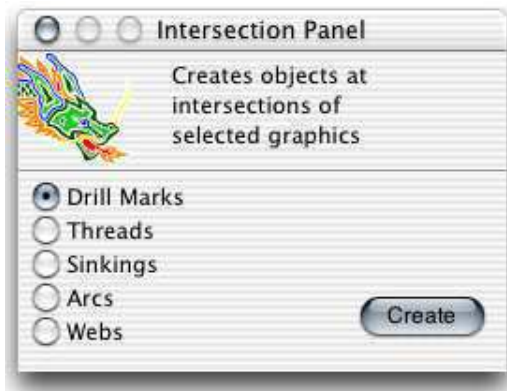 Intersection Panel
Creates objects at
intersections of
selected graphics
Drill Marks
Threads
Sinkings
Arcs
Webs
Create